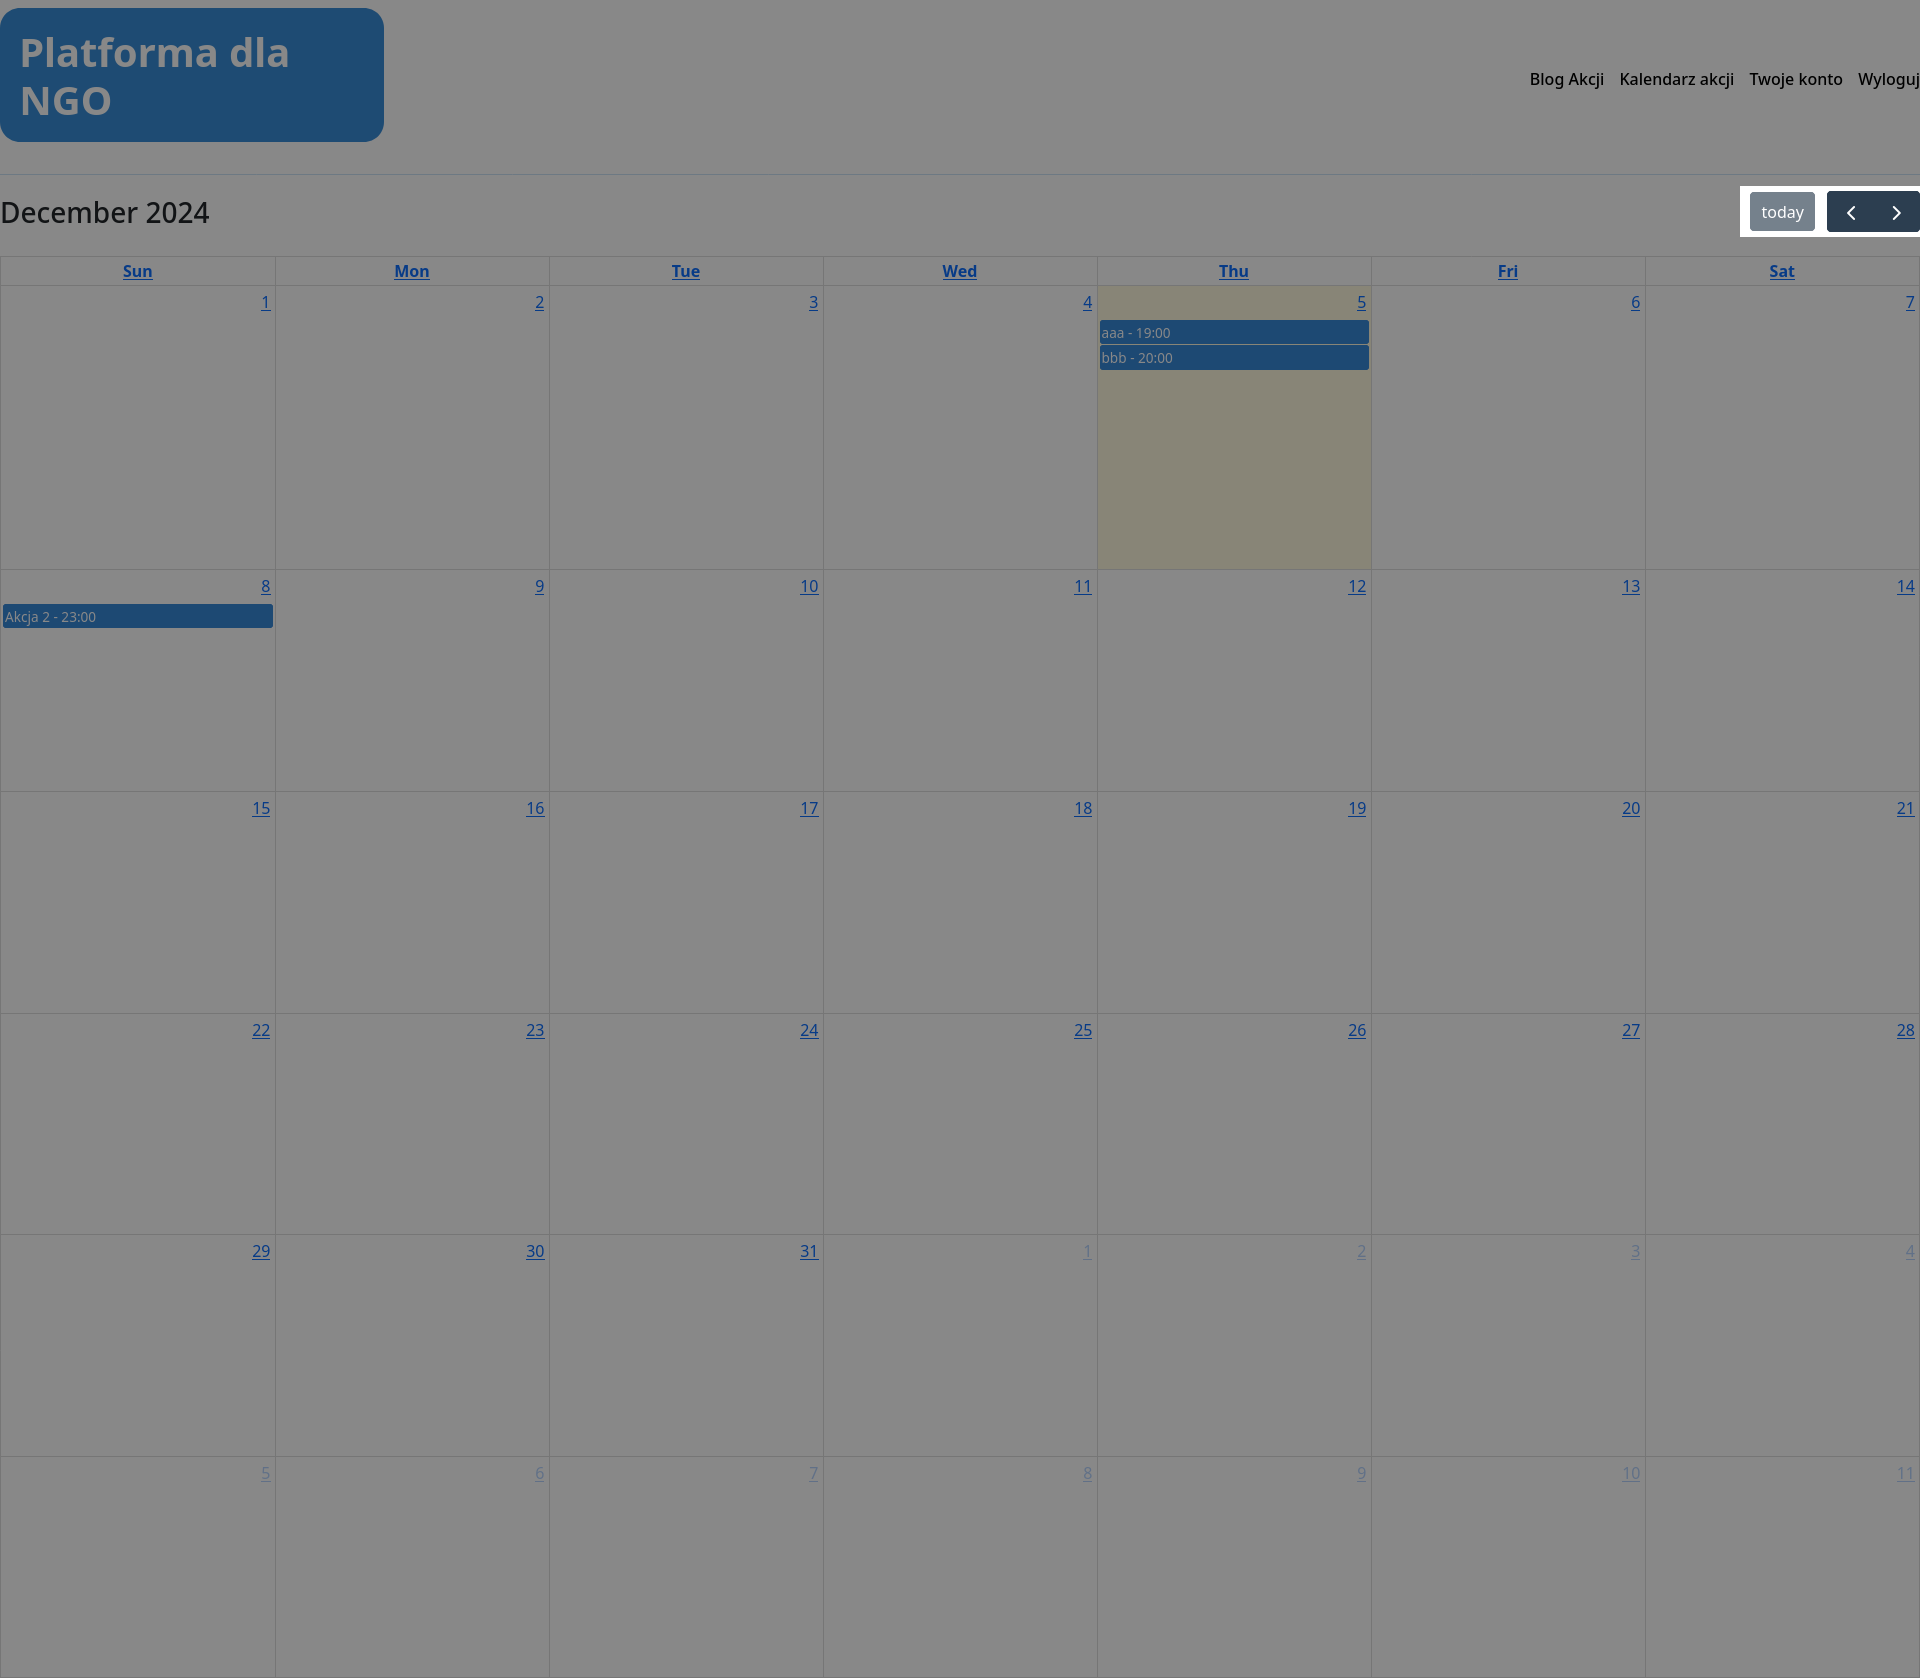 Platforma dla
NGO
Blog Akcji Kalendarz akcji Twoje konto Wyloguj
December 2024
today
Sun Mon Tue Wed Thu Fri Sat
1 2 3 4 5 6 7
aaa - 19:00
bbb - 20:00
8 9 10 11 12 13 14
Akcja 2 - 23:00
15 16 17 18 19 20 21
22 23 24 25 26 27 28
29 30 31 1 2 3 4
5 6 7 8 9 10 11